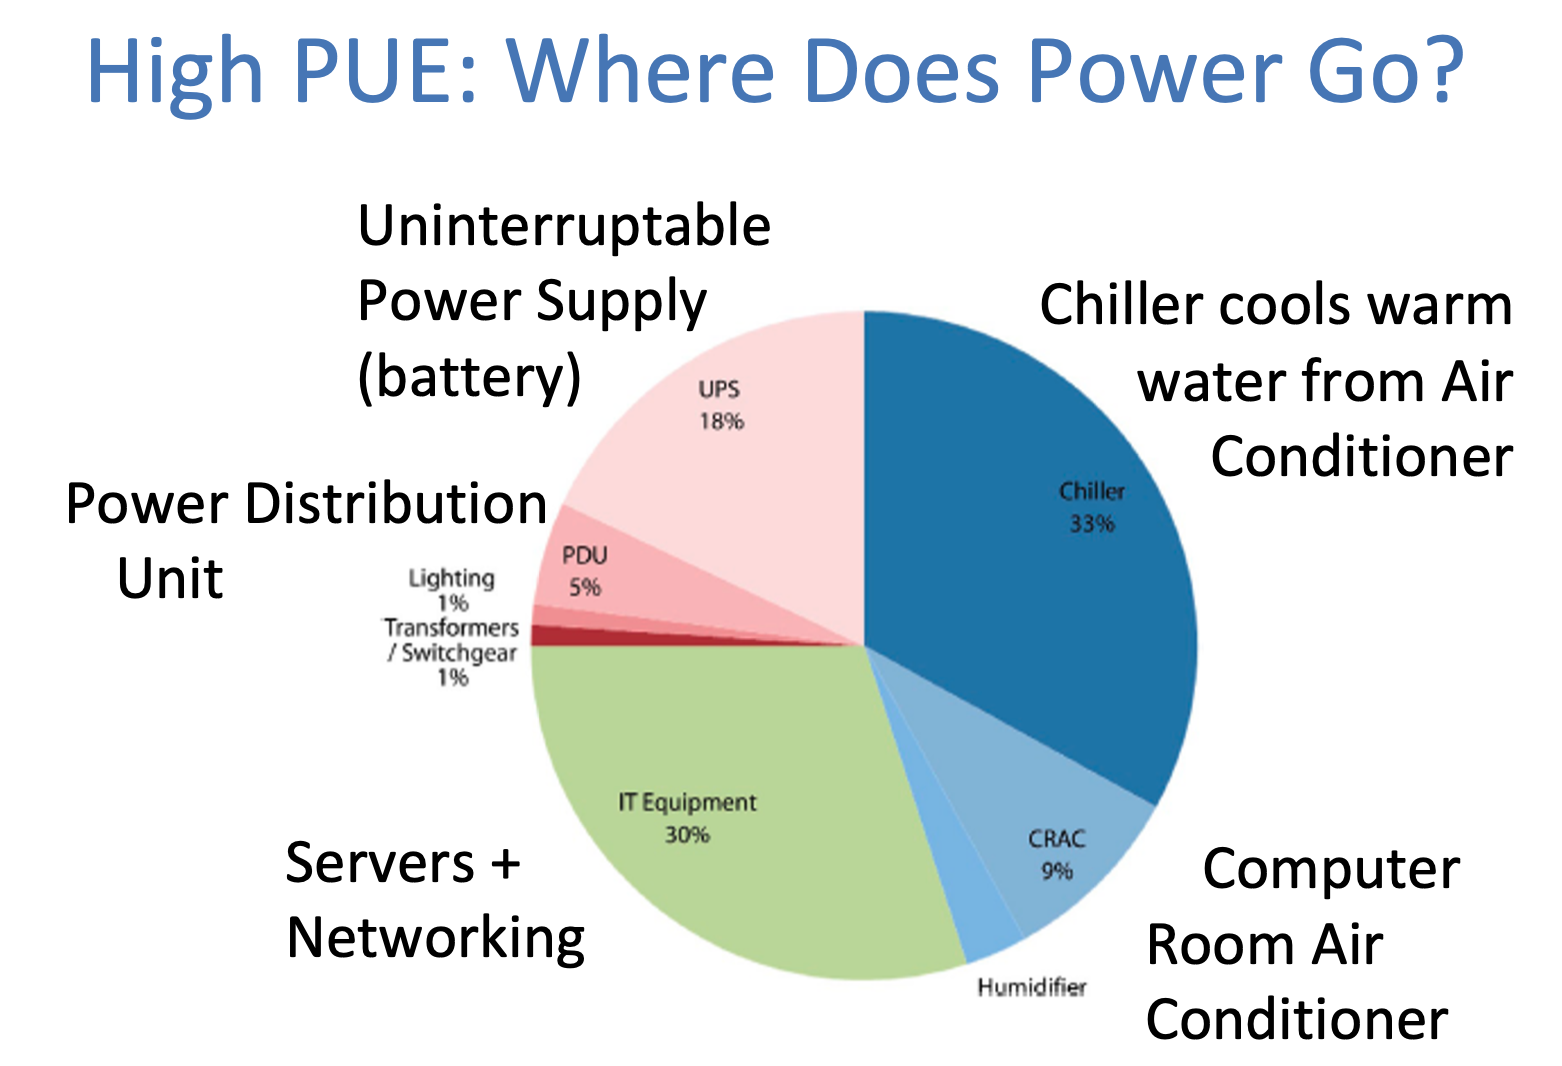 High PUE: Where Does Power Go?
Uninterruptable
Power Supply
(battery)
Chiller cools warm
water from Air
Conditioner
UPS
18%
Chiller
33%
Power Distribution
Unit
PDU
5%
Lighting
1%
Transformers
/ Switchgear
1%
IT Equipment
30%
Servers +
Networking
CRAC
9%
Computer
Room Air
Conditioner
Humidifier